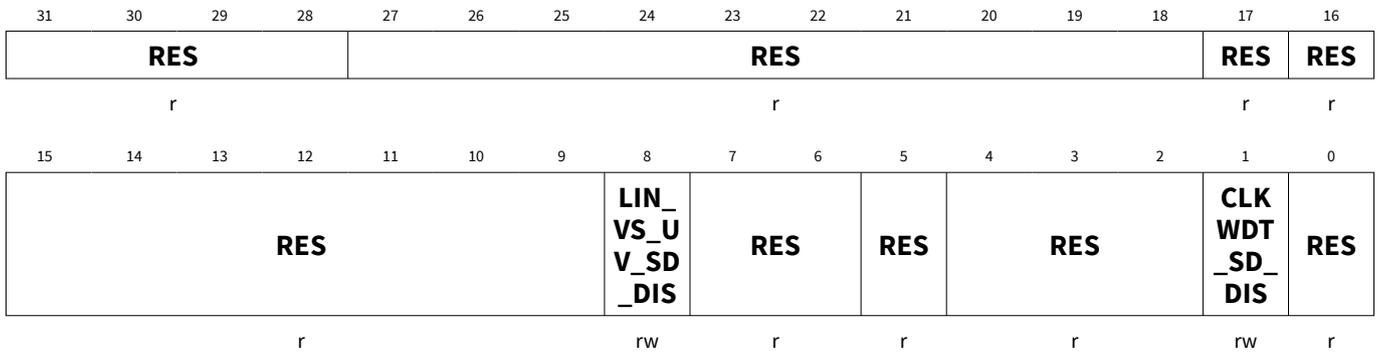 31 30 29 28 27 26 25 24 23 22 21 20 19 18 17 16
RES RES RES RES
r r r r
15 14 13 12 11 10 9 8 7 6 5 4 3 2 1 0
RES LIN_
VS_U
V_SD
_DIS RES RES RES CLK
WDT
_SD_
DIS RES
r rw r r r rw r